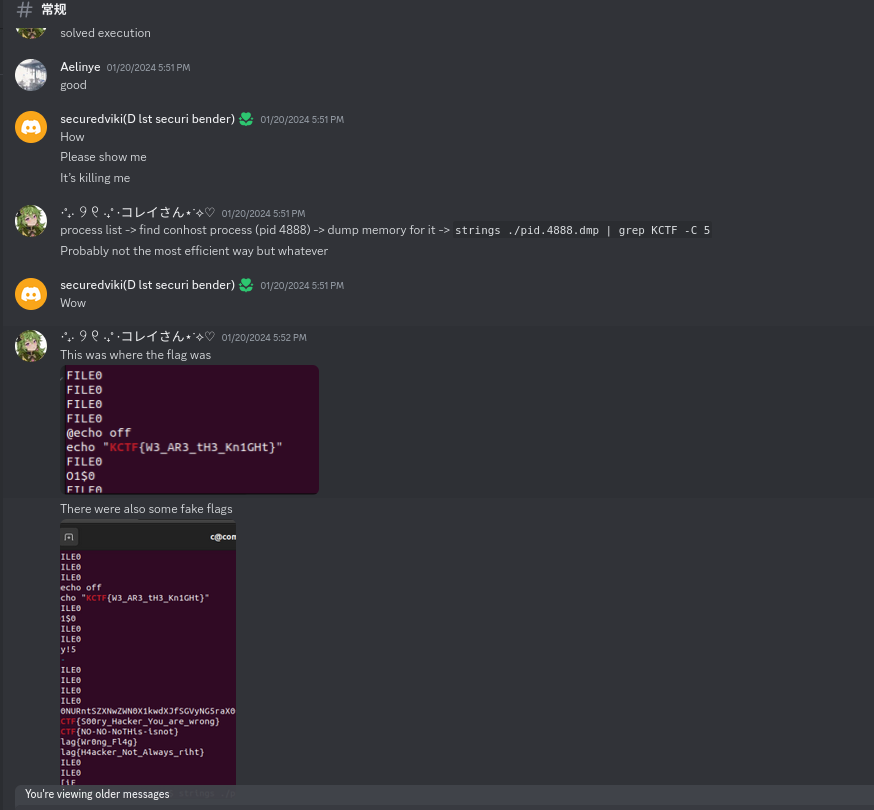 # 常规
solved execution
Aelinye 01/20/2024 5:51 PM
good
securedviki(D lst securi bender) 01/20/2024 5:51 PM
How
Please show me
It's killing me
コレイさん 01/20/2024 5:51 PM
process list -> find conhost process (pid 4888) -> dump memory for it -> strings ./pid.4888.dmp | grep KCTF -C 5
Probably not the most efficient way but whatever
securedviki(D lst securi bender) 01/20/2024 5:51 PM
Wow
コレイさん 01/20/2024 5:52 PM
This was where the flag was
FILE0
FILE0
FILE0
FILE0
@echo off
echo "KCTF{W3_AR3_tH3_Kn1GHt}"
FILE0
O1$0
FILE0
There were also some fake flags
c@com
ILE0
ILE0
ILE0
echo off
cho "KCTF{W3_AR3_tH3_Kn1GHt}"
ILE0
1$0
ILE0
ILE0
y!5
-
ILE0
ILE0
ILE0
ILE0
0NURntSZXNwZWN0X1kwdXJfSGVyNG5raX0
CTF{S00ry_Hacker_You_are_wrong}
CTF{NO-NO-NoTHis-isnot}
lag{Wr0ng_Fl4g}
lag{H4acker_Not_Always_riht}
ILE0
ILE0
You're viewing older messages